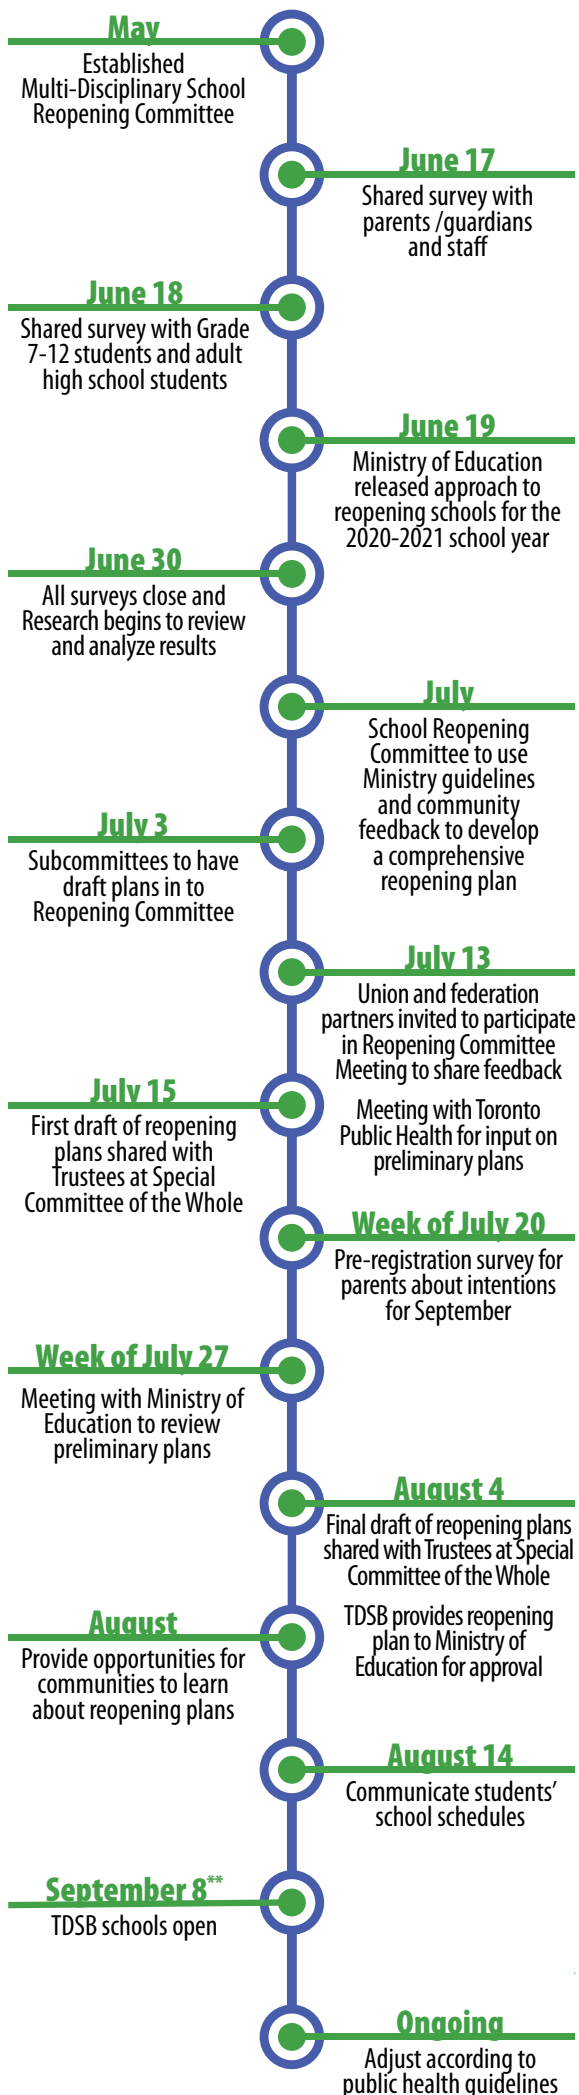 May
Established
Multi-Disciplinary School
Reopening Committee
June 17
Shared survey with
parents /guardians
and staff
June 18
Shared survey with Grade
7-12 students and adult
high school students
June 19
Ministry of Education
released approach to
reopening schools for the
2020-2021 school year
June 30
All surveys close and
Research begins to review
and analyze results
July
School Reopening
Committee to use
Ministry guidelines
and community
feedback to develop
a comprehensive
reopening plan
July 3
Subcommittees to have
draft plans in to
Reopening Committee
July 13
Union and federation
partners invited to participate
in Reopening Committee
Meeting to share feedback
Meeting with Toronto
Public Health for input on
preliminary plans
July 15
First draft of reopening
plans shared with
Trustees at Special
Committee of the Whole
Week of July 20
Pre-registration survey for
parents about intentions
for September
Week of July 27
Meeting with Ministry of
Education to review
preliminary plans
August 4
Final draft of reopening plans
shared with Trustees at Special
Committee of the Whole
TDSB provides reopening
plan to Ministry of
Education for approval
August
Provide opportunities for
communities to learn
about reopening plans
August 14
Communicate students'
school schedules
September 8**
TDSB schools open
Ongoing
Adjust according to
public health guidelines